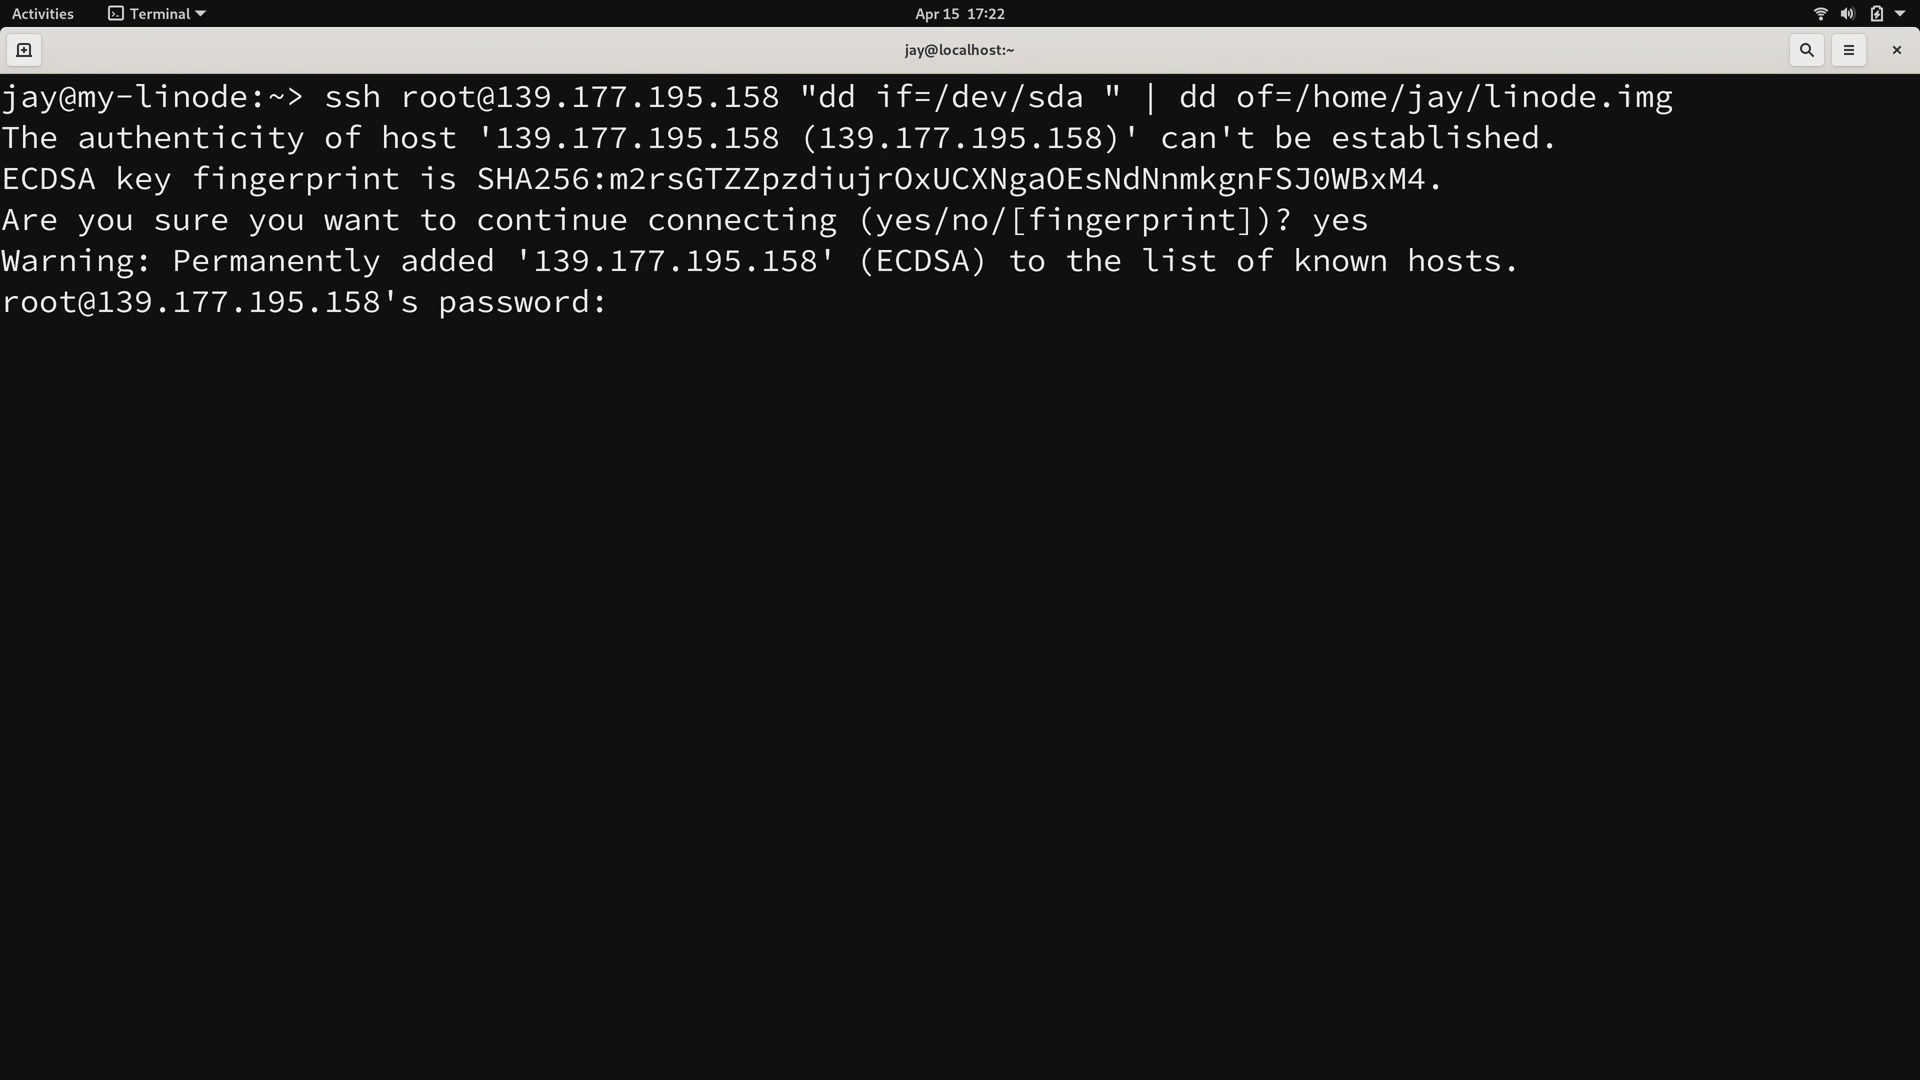 Activities Terminal Apr 15 17:22
jay@localhost:~
jay@my-linode:~> ssh root@139.177.195.158 "dd if=/dev/sda " | dd of=/home/jay/linode.img
The authenticity of host '139.177.195.158 (139.177.195.158)' can't be established.
ECDSA key fingerprint is SHA256:m2rsGTZZpzdiujrOxUCXNgaOEsNdNnmkgnFSJ0WBxM4.
Are you sure you want to continue connecting (yes/no/[fingerprint])? yes
Warning: Permanently added '139.177.195.158' (ECDSA) to the list of known hosts.
root@139.177.195.158's password: